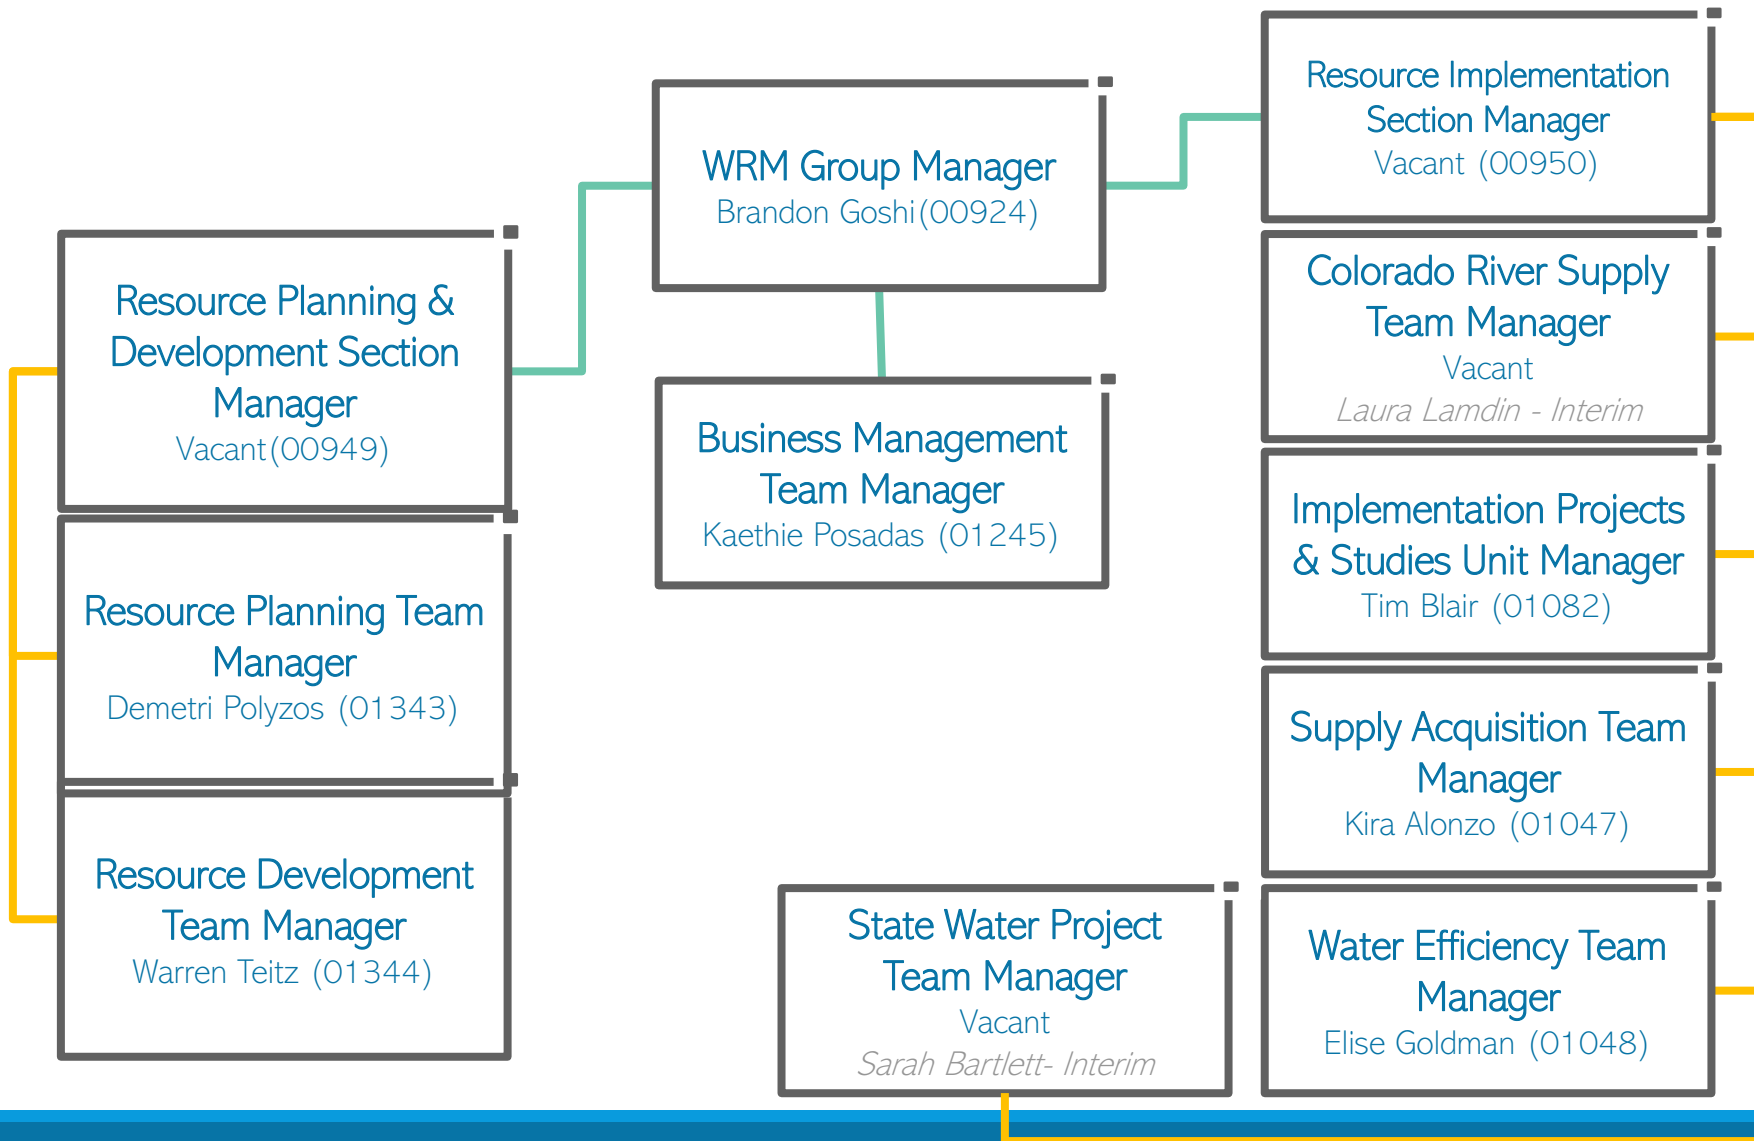 WRM Group Manager
Brandon Goshi(00924)
Business Management
Team Manager
Kaethie Posadas (01245)
Resource Planning &
Development Section
Manager
Vacant(00949)
Resource Planning Team
Manager
Demetri Polyzos (01343)
Resource Development
Team Manager
Warren Teitz (01344)
Resource Implementation
Section Manager
Vacant (00950)
Colorado River Supply
Team Manager
Vacant
Laura Lamdin - Interim
Implementation Projects
& Studies Unit Manager
Tim Blair (01082)
Supply Acquisition Team
Manager
Kira Alonzo (01047)
Water Efficiency Team
Manager
Elise Goldman (01048)
State Water Project
Team Manager
Vacant
Sarah Bartlett- Interim